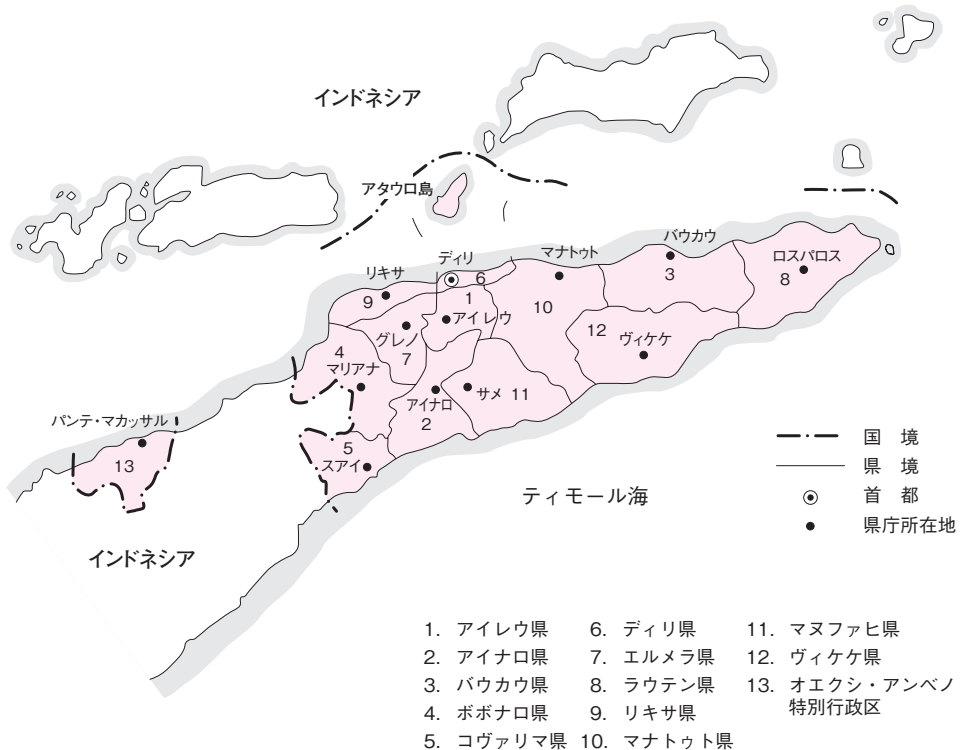 インドネシア
アタウロ島
ディリ
マナトゥト
バウカウ
ロスパロス
8
リキサ
6
3
9
1
アイレウ
10
グレノ
7
12
ヴィケケ
4
マリアナ
アイナロ
2
サメ 11
パンテ・マカッサル
13
5
スアイ
ティモール海
インドネシア
国 境
県 境
首 都
県庁所在地
1. アイレウ県
2. アイナロ県
3. バウカウ県
4. ボボナロ県
5. コヴァリマ県
6. ディリ県
7. エルメラ県
8. ラウテン県
9. リキサ県
10. マナトゥト県
11. マヌファヒ県
12. ヴィケケ県
13. オエクシ・アンベノ
特別行政区